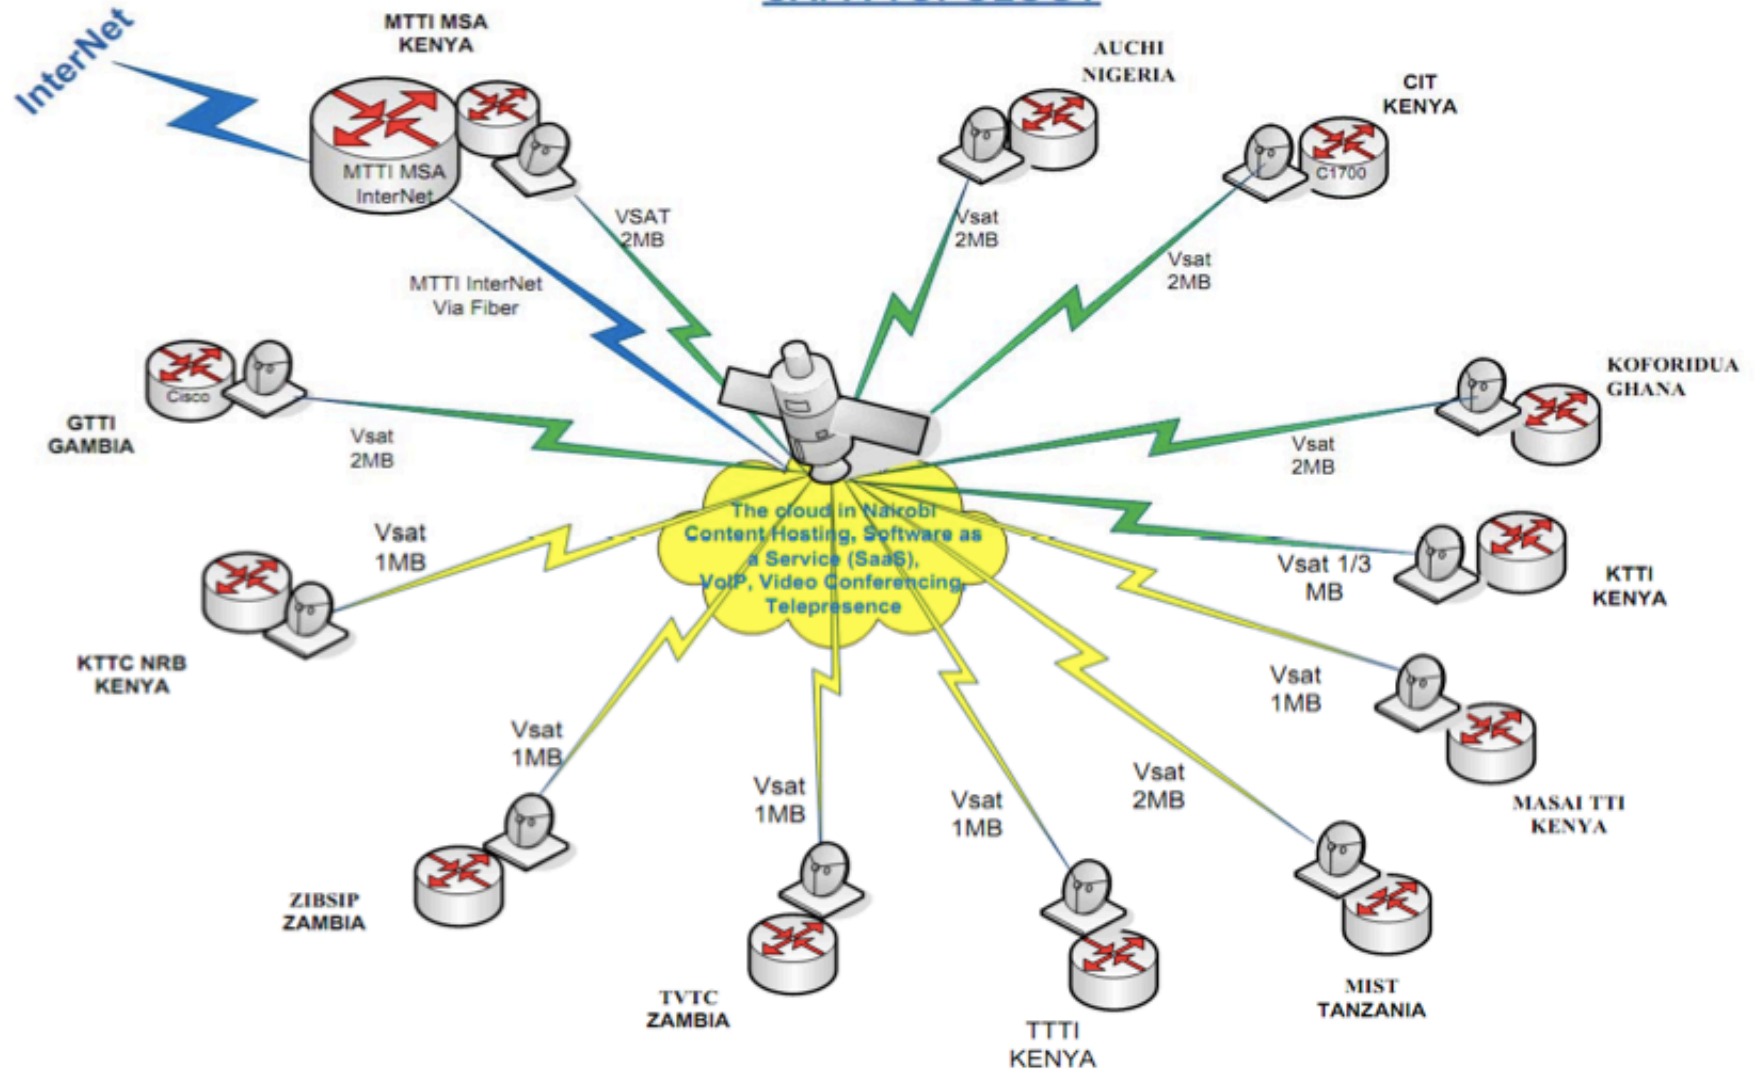 InterNet
MTTI MSA
KENYA
MTTI MSA
InterNet
VSAT
2MB
MTTI InterNet
Via Fiber
AUCHI
NIGERIA
Vsat
2MB
CIT
KENYA
C1700
Vsat
2MB
Cisco
GTTI
GAMBIA
Vsat
2MB
KOFORIDUA
GHANA
Vsat
2MB
The cloud in Nairobi
Content Hosting, Software as
a Service (SaaS),
VoIP, Video Conferencing,
Telepresence
Vsat
1MB
KTTC NRB
KENYA
Vsat 1/3
MB
KTTI
KENYA
Vsat
1MB
MASAI TTI
KENYA
Vsat
1MB
ZIBSIP
ZAMBIA
Vsat
1MB
TVTC
ZAMBIA
Vsat
1MB
TTTI
KENYA
Vsat
2MB
MIST
TANZANIA